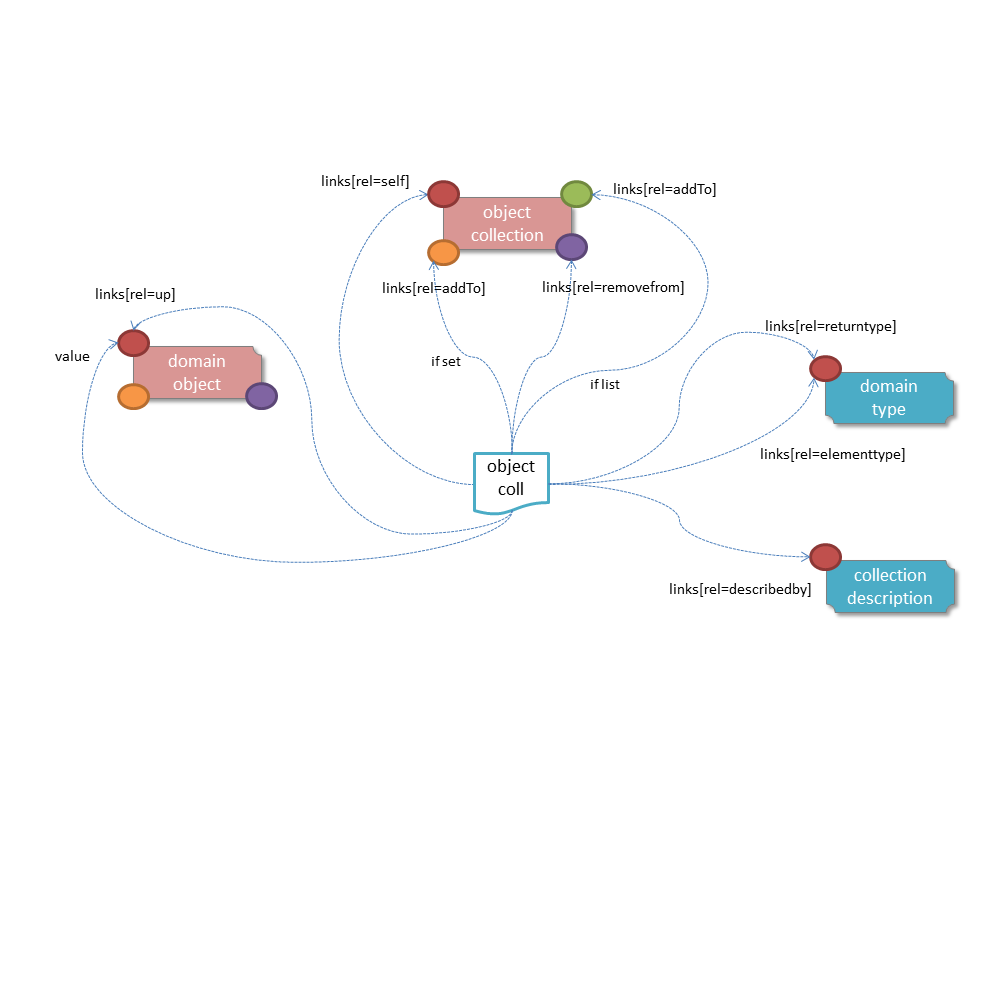 links[rel=self]
links[rel=addTo]
object
collection
links[rel=addTo]
links[rel=removefrom]
links[rel=up]
value
domain
object
if set
if list
links[rel=returntype]
domain
type
links[rel=elementtype]
object
coll
links[rel=describedby]
collection
description